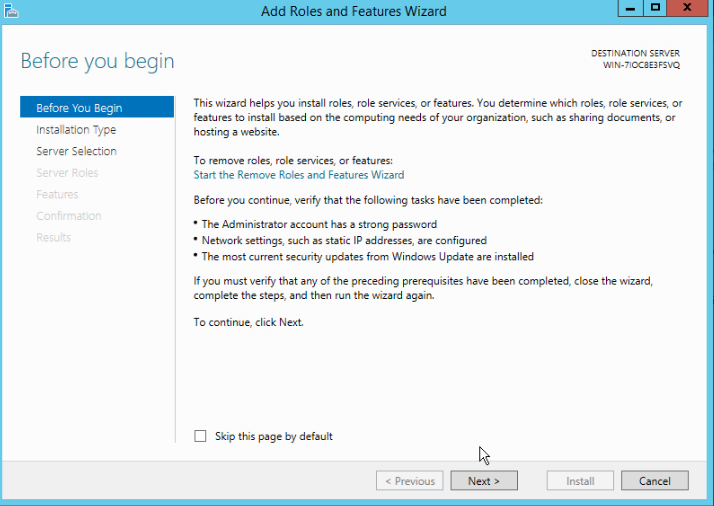 Add Roles and Features Wizard
Before you begin
DESTINATION SERVER
WIN-7IOC8E3FSVQ
Before You Begin
Installation Type
Server Selection
Server Roles
Features
Confirmation
Results
This wizard helps you install roles, role services, or features. You determine which roles, role services, or
features to install based on the computing needs of your organization, such as sharing documents, or
hosting a website.
To remove roles, role services, or features:
Start the Remove Roles and Features Wizard
Before you continue, verify that the following tasks have been completed:
• The Administrator account has a strong password
• Network settings, such as static IP addresses, are configured
• The most current security updates from Windows Update are installed
If you must verify that any of the preceding prerequisites have been completed, close the wizard,
complete the steps, and then run the wizard again.
To continue, click Next.
Skip this page by default
< Previous
Next >
Install
Cancel